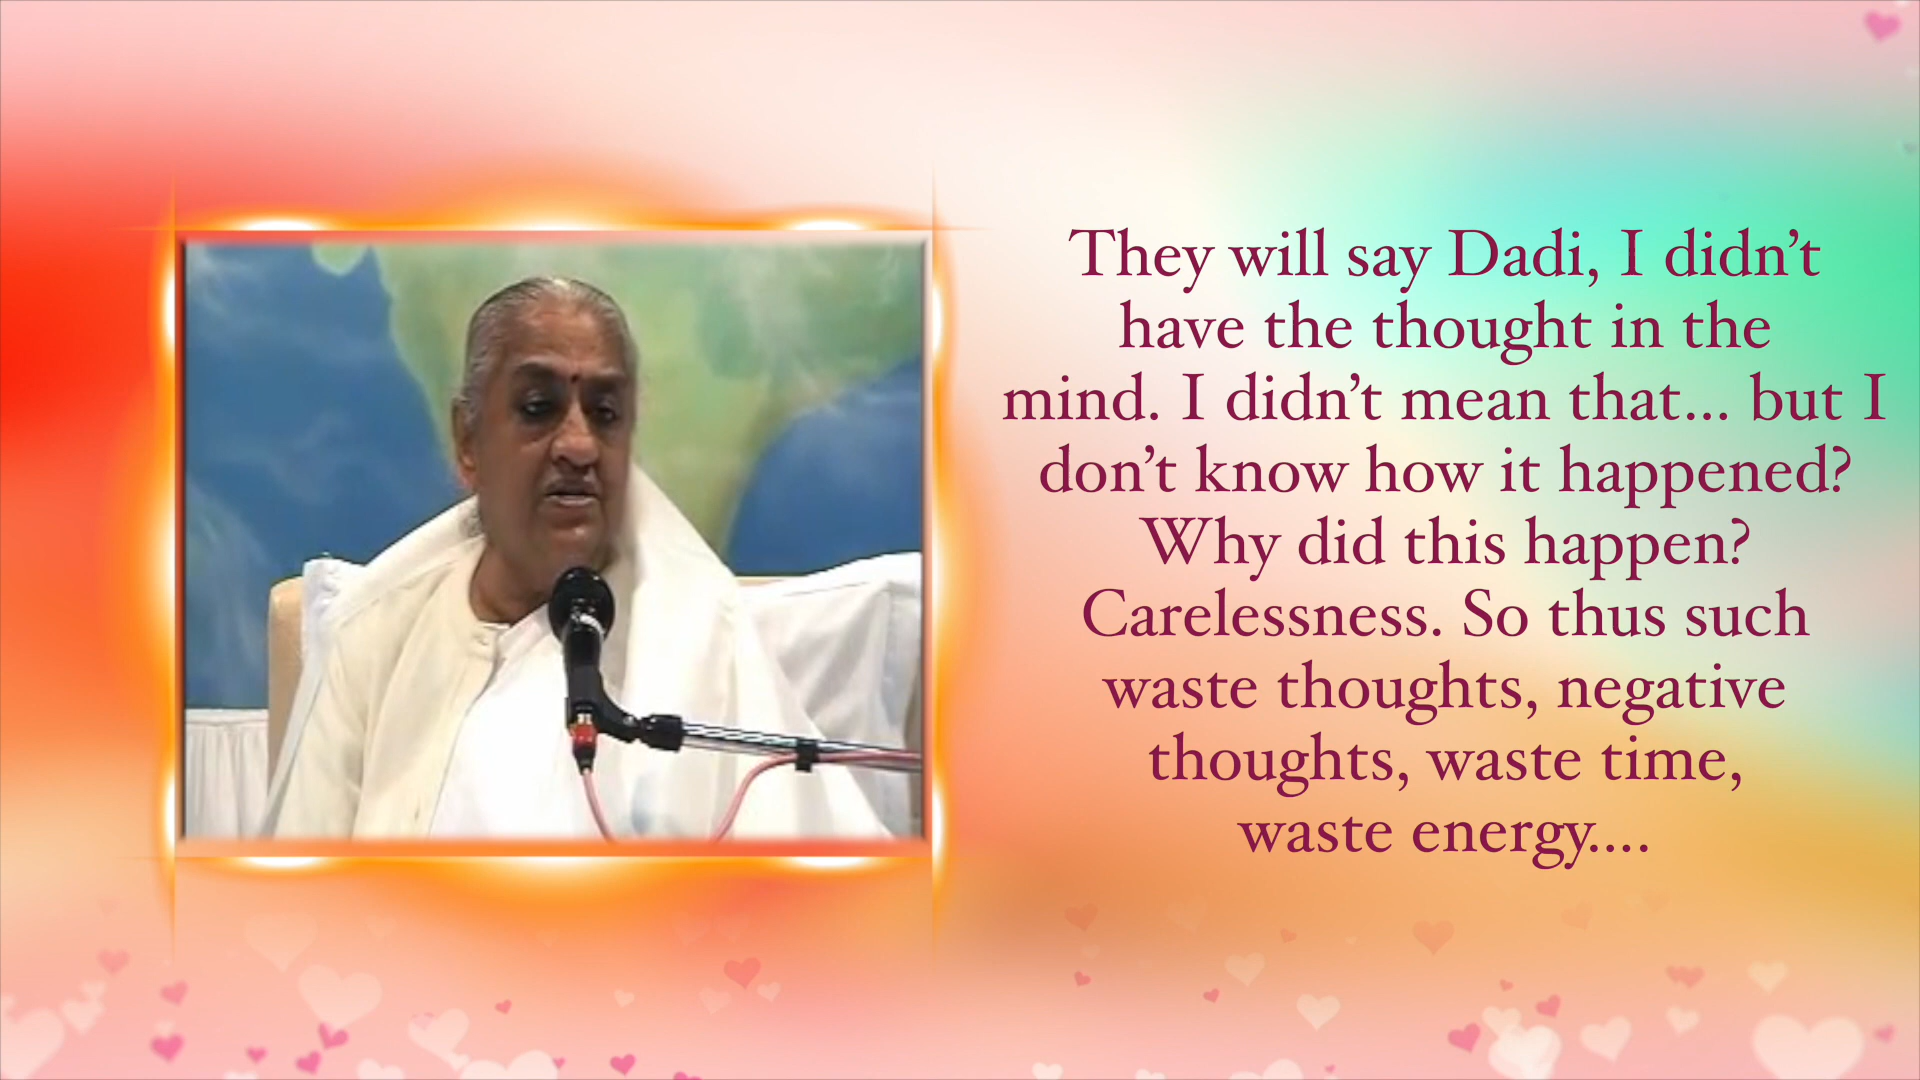 They will say Dadi, I didn’t
have the thought in the
mind. I didn’t mean that... but I
don’t know how it happened?
Why did this happen?
Carelessness. So thus such
waste thoughts, negative
thoughts, waste time,
waste energy....